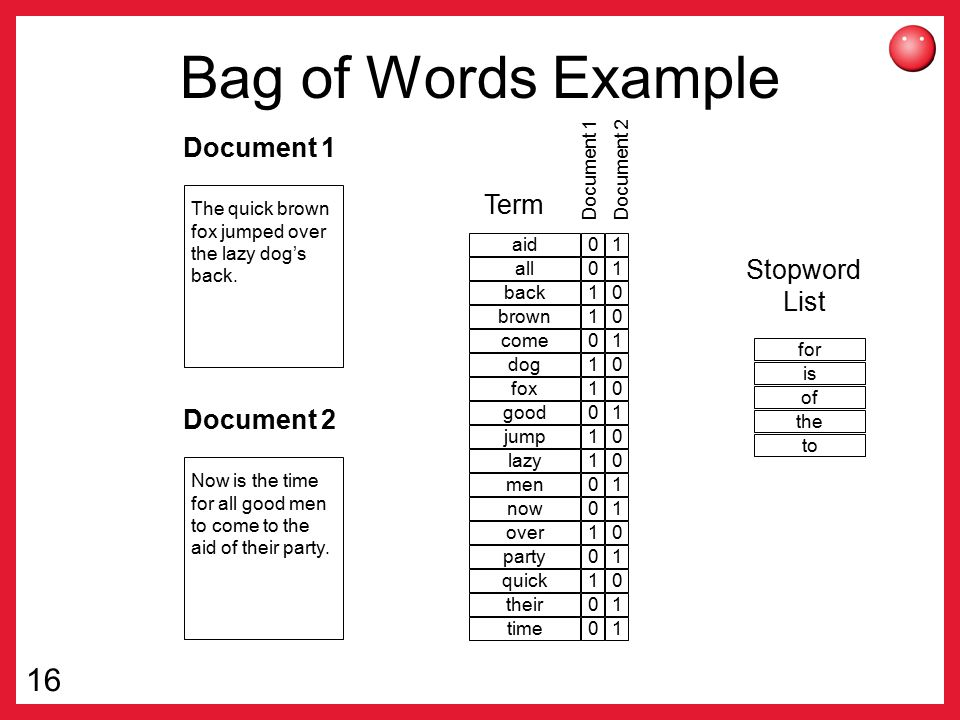 Bag of Words Example
Document 1
The quick brown
fox jumped over
the lazy dog’s
back.
Document 2
Now is the time
for all good men
to come to the
aid of their party.
Term Document 1 Document 2
aid 0 1
all 0 1
back 1 0
brown 1 0
come 0 1
dog 1 0
fox 1 0
good 0 1
jump 1 0
lazy 1 0
men 0 1
now 0 1
over 1 0
party 0 1
quick 1 0
their 0 1
time 0 1
Stopword
List
for
is
of
the
to
16